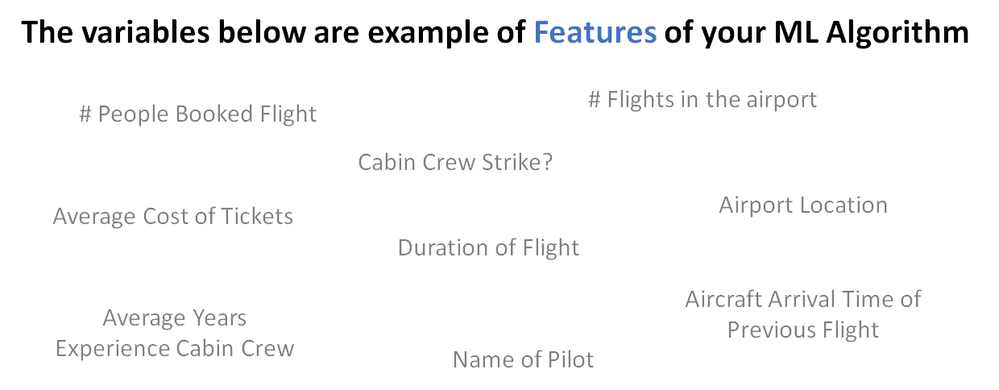 The variables below are example of Features of your ML Algorithm
# People Booked Flight
# Flights in the airport
Cabin Crew Strike?
Average Cost of Tickets
Airport Location
Duration of Flight
Average Years
Experience Cabin Crew
Aircraft Arrival Time of
Previous Flight
Name of Pilot